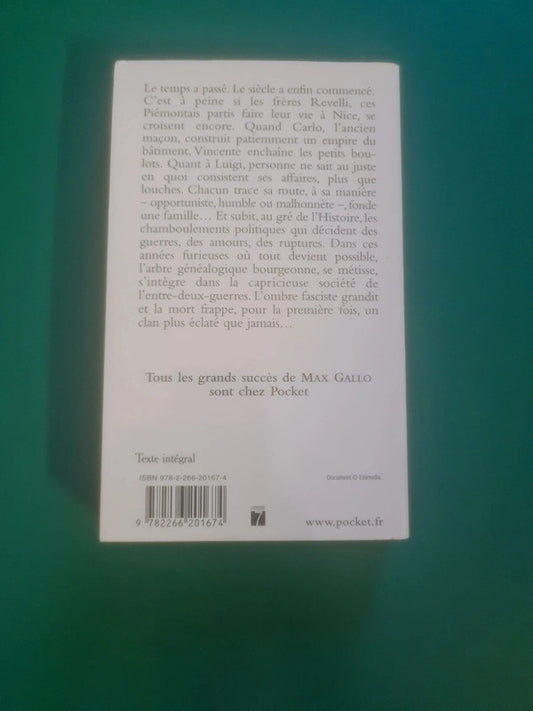 Le temps a passé. Le siècle a enfin commencé.
C'est à peine si les frères Revelli, ces
Piémontais partis faire leur vie à Nice, se
croisent encore. Quand Carlo, l'ancien
maçon, construit patiemment un empire du
bâtiment, Vincente enchaîne les petits bou-
lots. Quant à Luigi, personne ne sait au juste
en quoi consistent ses affaires, plus que
louches. Chacun trace sa route, à sa manière
– opportuniste, humble ou malhonnête –, fonde
une famille… Et subit, au gré de l'Histoire, les
chamboulements politiques qui décident des
guerres, des amours, des ruptures. Dans ces
années furieuses où tout devient possible,
l'arbre généalogique bourgeonne, se métisse,
s'intègre dans la capricieuse société de
l'entre-deux-guerres. L'ombre fasciste grandit
et la mort frappe, pour la première fois, un
clan plus éclaté que jamais…
Tous les grands succès de MAX GALLO
sont chez Pocket
Texte intégral
ISBN 978-2-266-20167-4
Document © Edimedia
9 782266 201674
7
www.pocket.fr